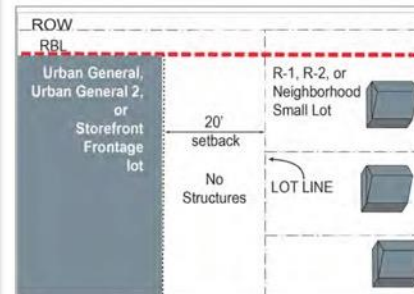 ROW
RBL
Urban General,
Urban General 2,
or
Storefront
Frontage
lot
20'
setback
No
Structures
R-1, R-2, or
Neighborhood
Small Lot
LOT LINE